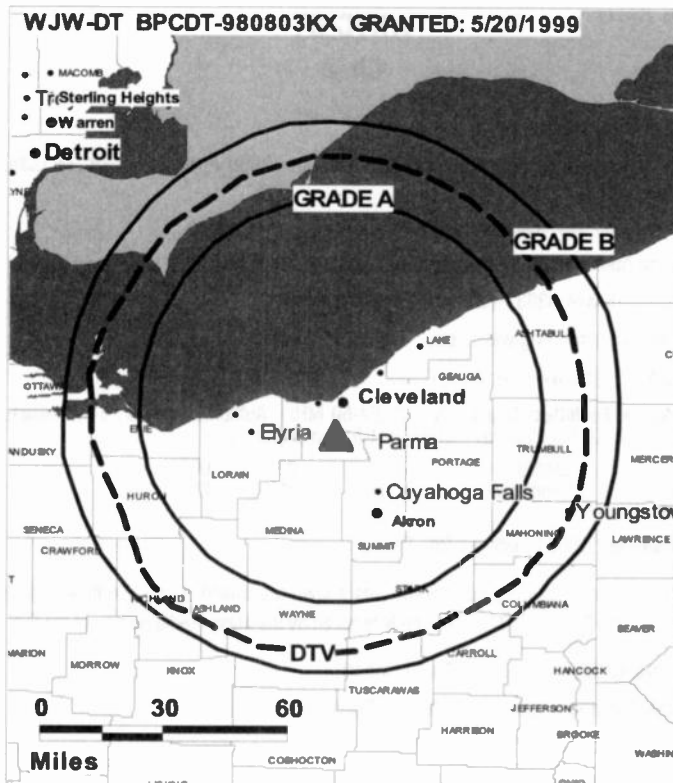 WJW-DT BPCDT-980803KX GRANTED: 5/20/1999
MACOMB
Sterling Heights
Warren
Detroit
GRADE A
GRADE B
LAKE
ASHTABULA
GEAUGA
OTTAWA
Cleveland
ERIE
Elyria
Parma
ANDUSKY
LORAIN
PORTAGE
TRUMBULL
MERCER
HURON
Cuyahoga Falls
Akron
Youngstow
SENECA
MEDINA
SUMMIT
MAHONING
LAWRENCE
CRAWFORD
STARK
RICHLAND
ASHLAND
WAYNE
COLUMBIANA
BEAVER
DTV
CARROLL
MARION
MORROW
KNOX
HANCOCK
TUSCARAWAS
JEFFERSON
0 30 60
HARRISON
BROOKE
Miles
COSHOCTON
WASHIN